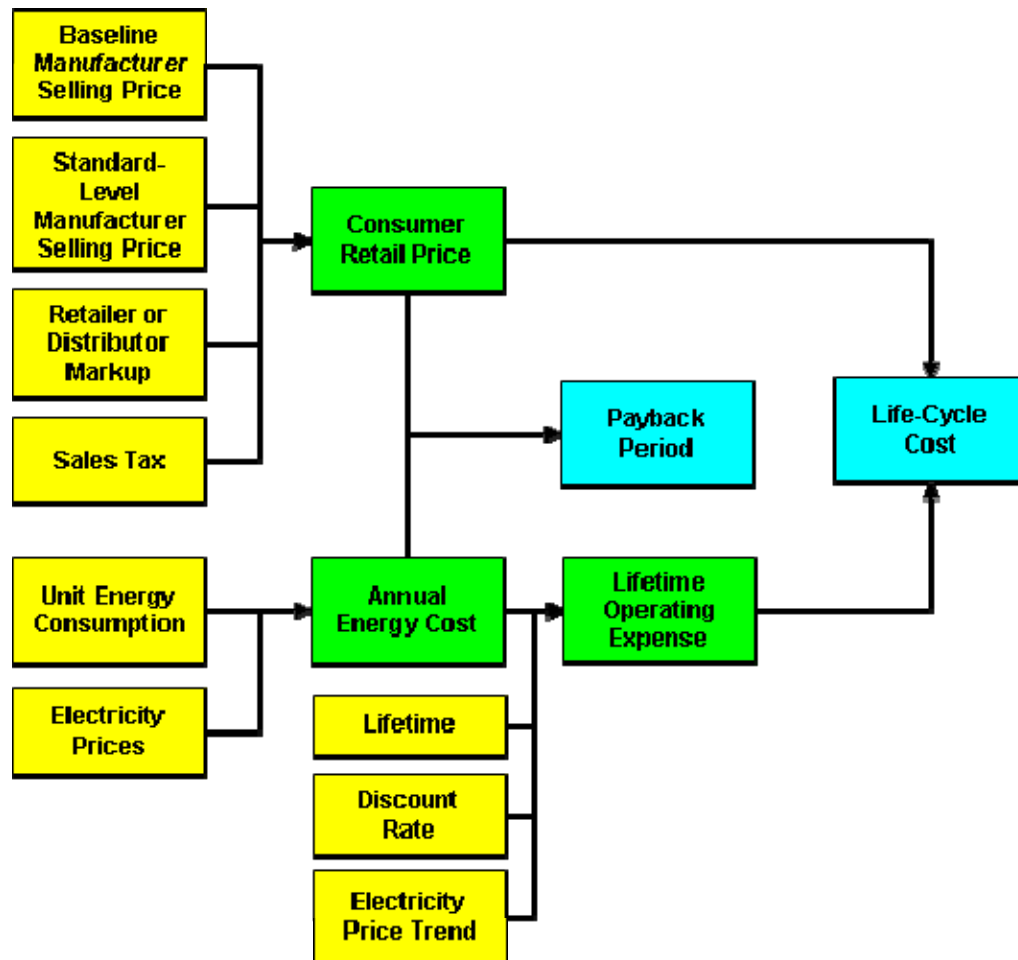 Baseline
Manufacturer
Selling Price
Standard-
Level
Manufacturer
Selling Price
Retailer or
Distributor
Markup
Sales Tax
Unit Energy
Consumption
Electricity
Prices
Consumer
Retail Price
Annual
Energy Cost
Lifetime
Discount
Rate
Electricity
Price Trend
Payback
Period
Lifetime
Operating
Expense
Life-Cycle
Cost